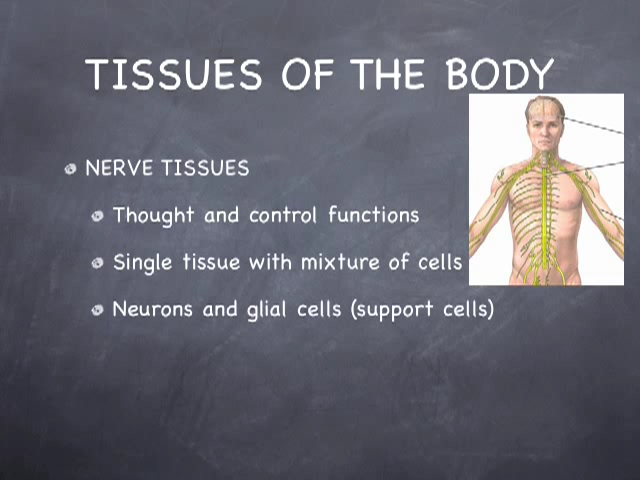 TISSUES OF THE BODY
NERVE TISSUES
Thought and control functions
Single tissue with mixture of cells
Neurons and glial cells (support cells)